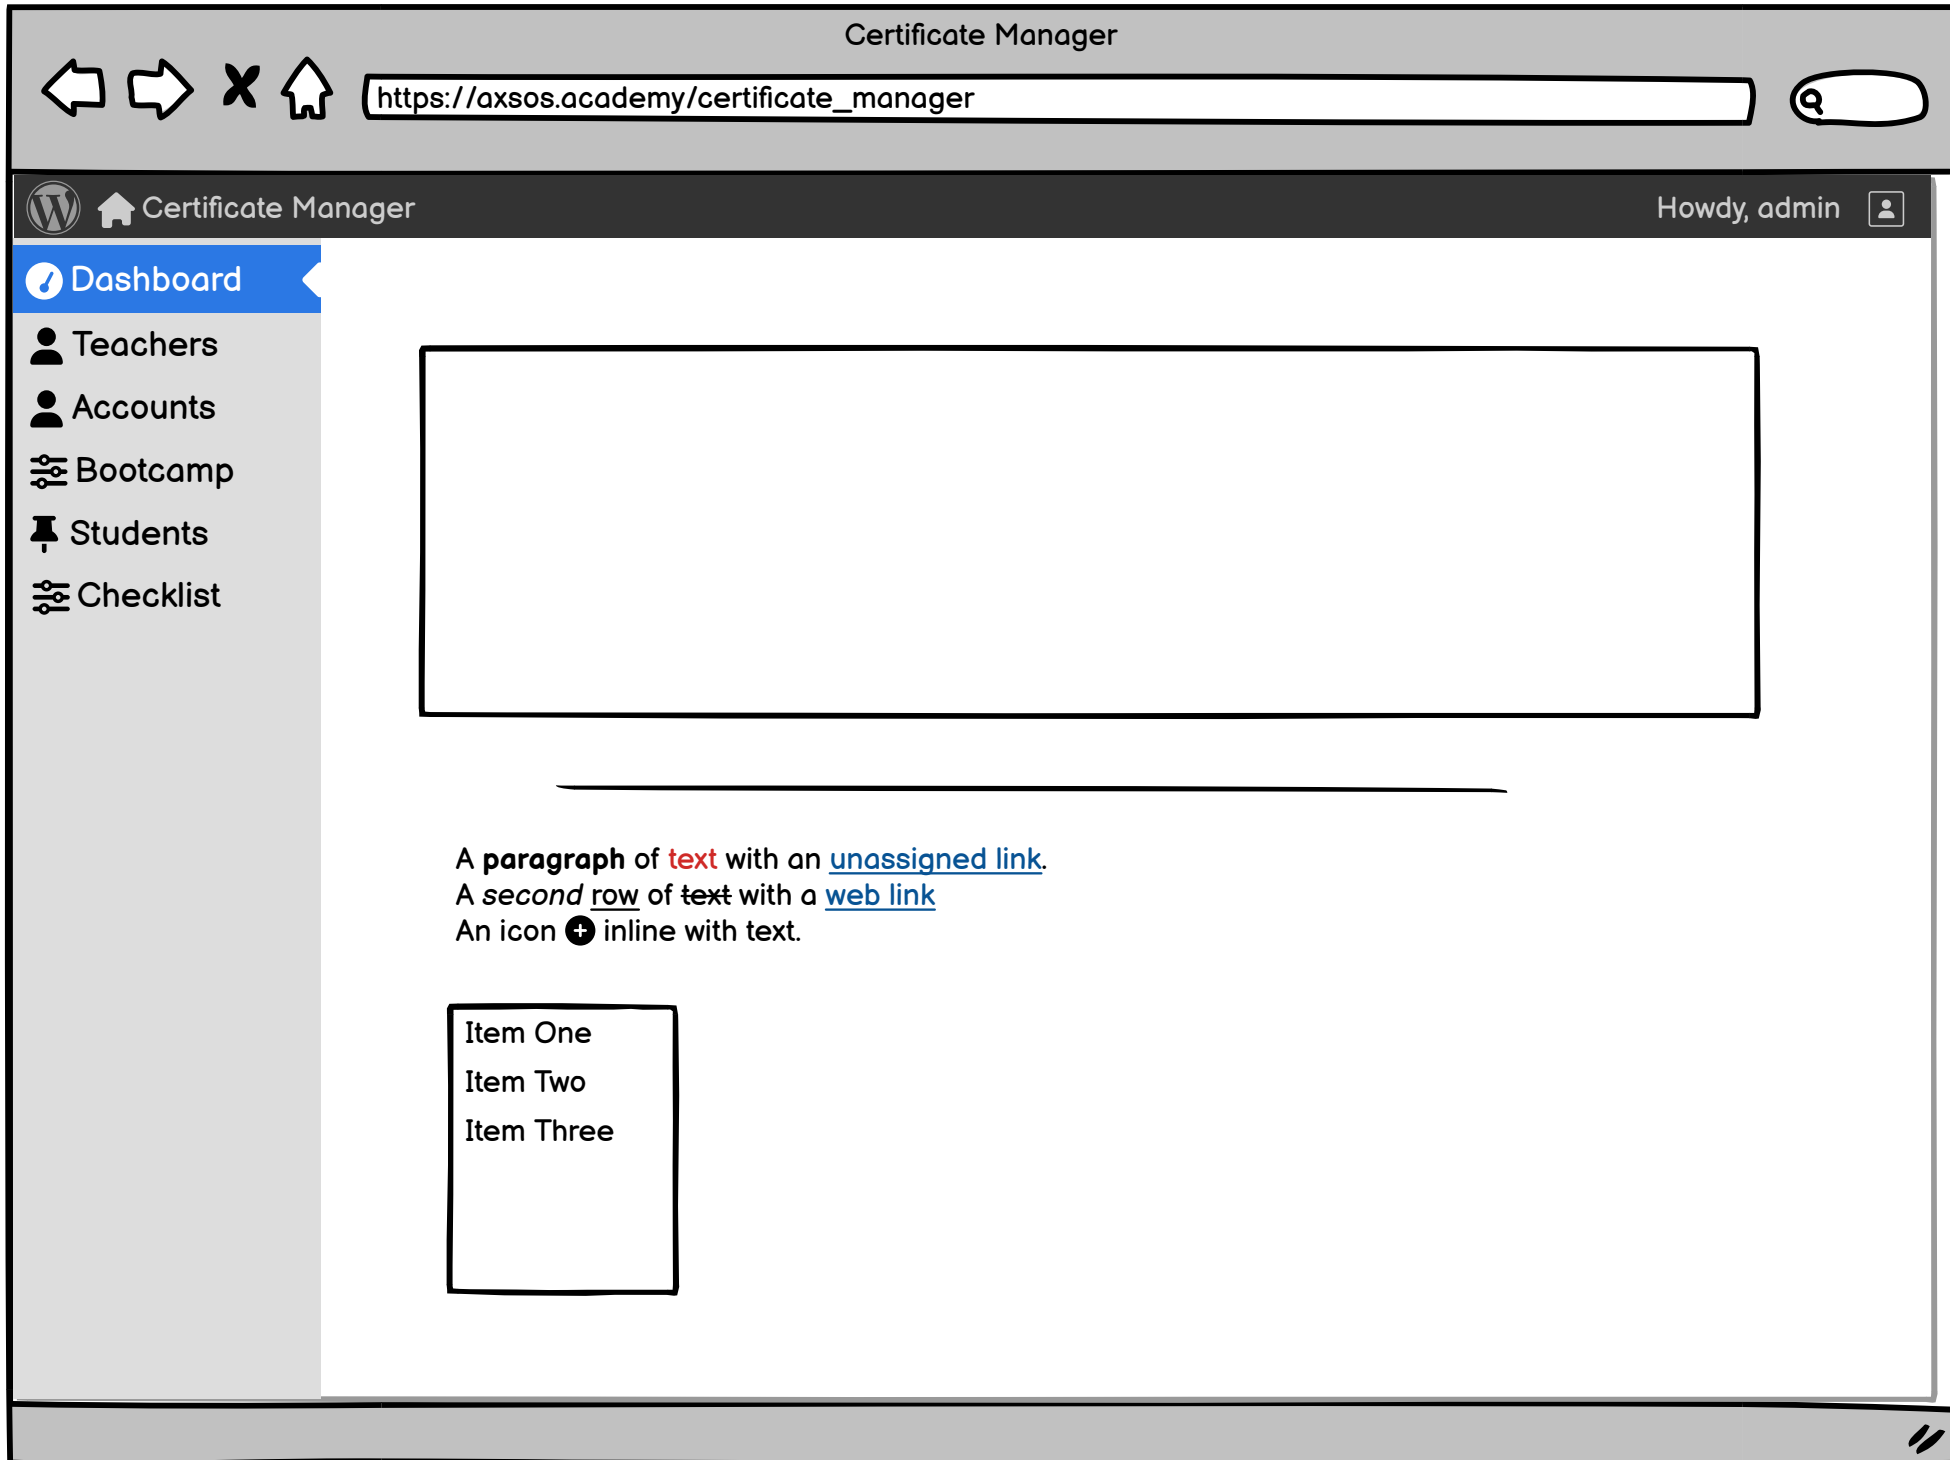 Certificate Manager
https://axsos.academy/certificate_manager
Certificate Manager
Howdy, admin
Dashboard
Teachers
Accounts
Bootcamp
Students
Checklist
A paragraph of text with an unassigned link.
A second row of text with a web link
An icon inline with text.
Item One
Item Two
Item Three